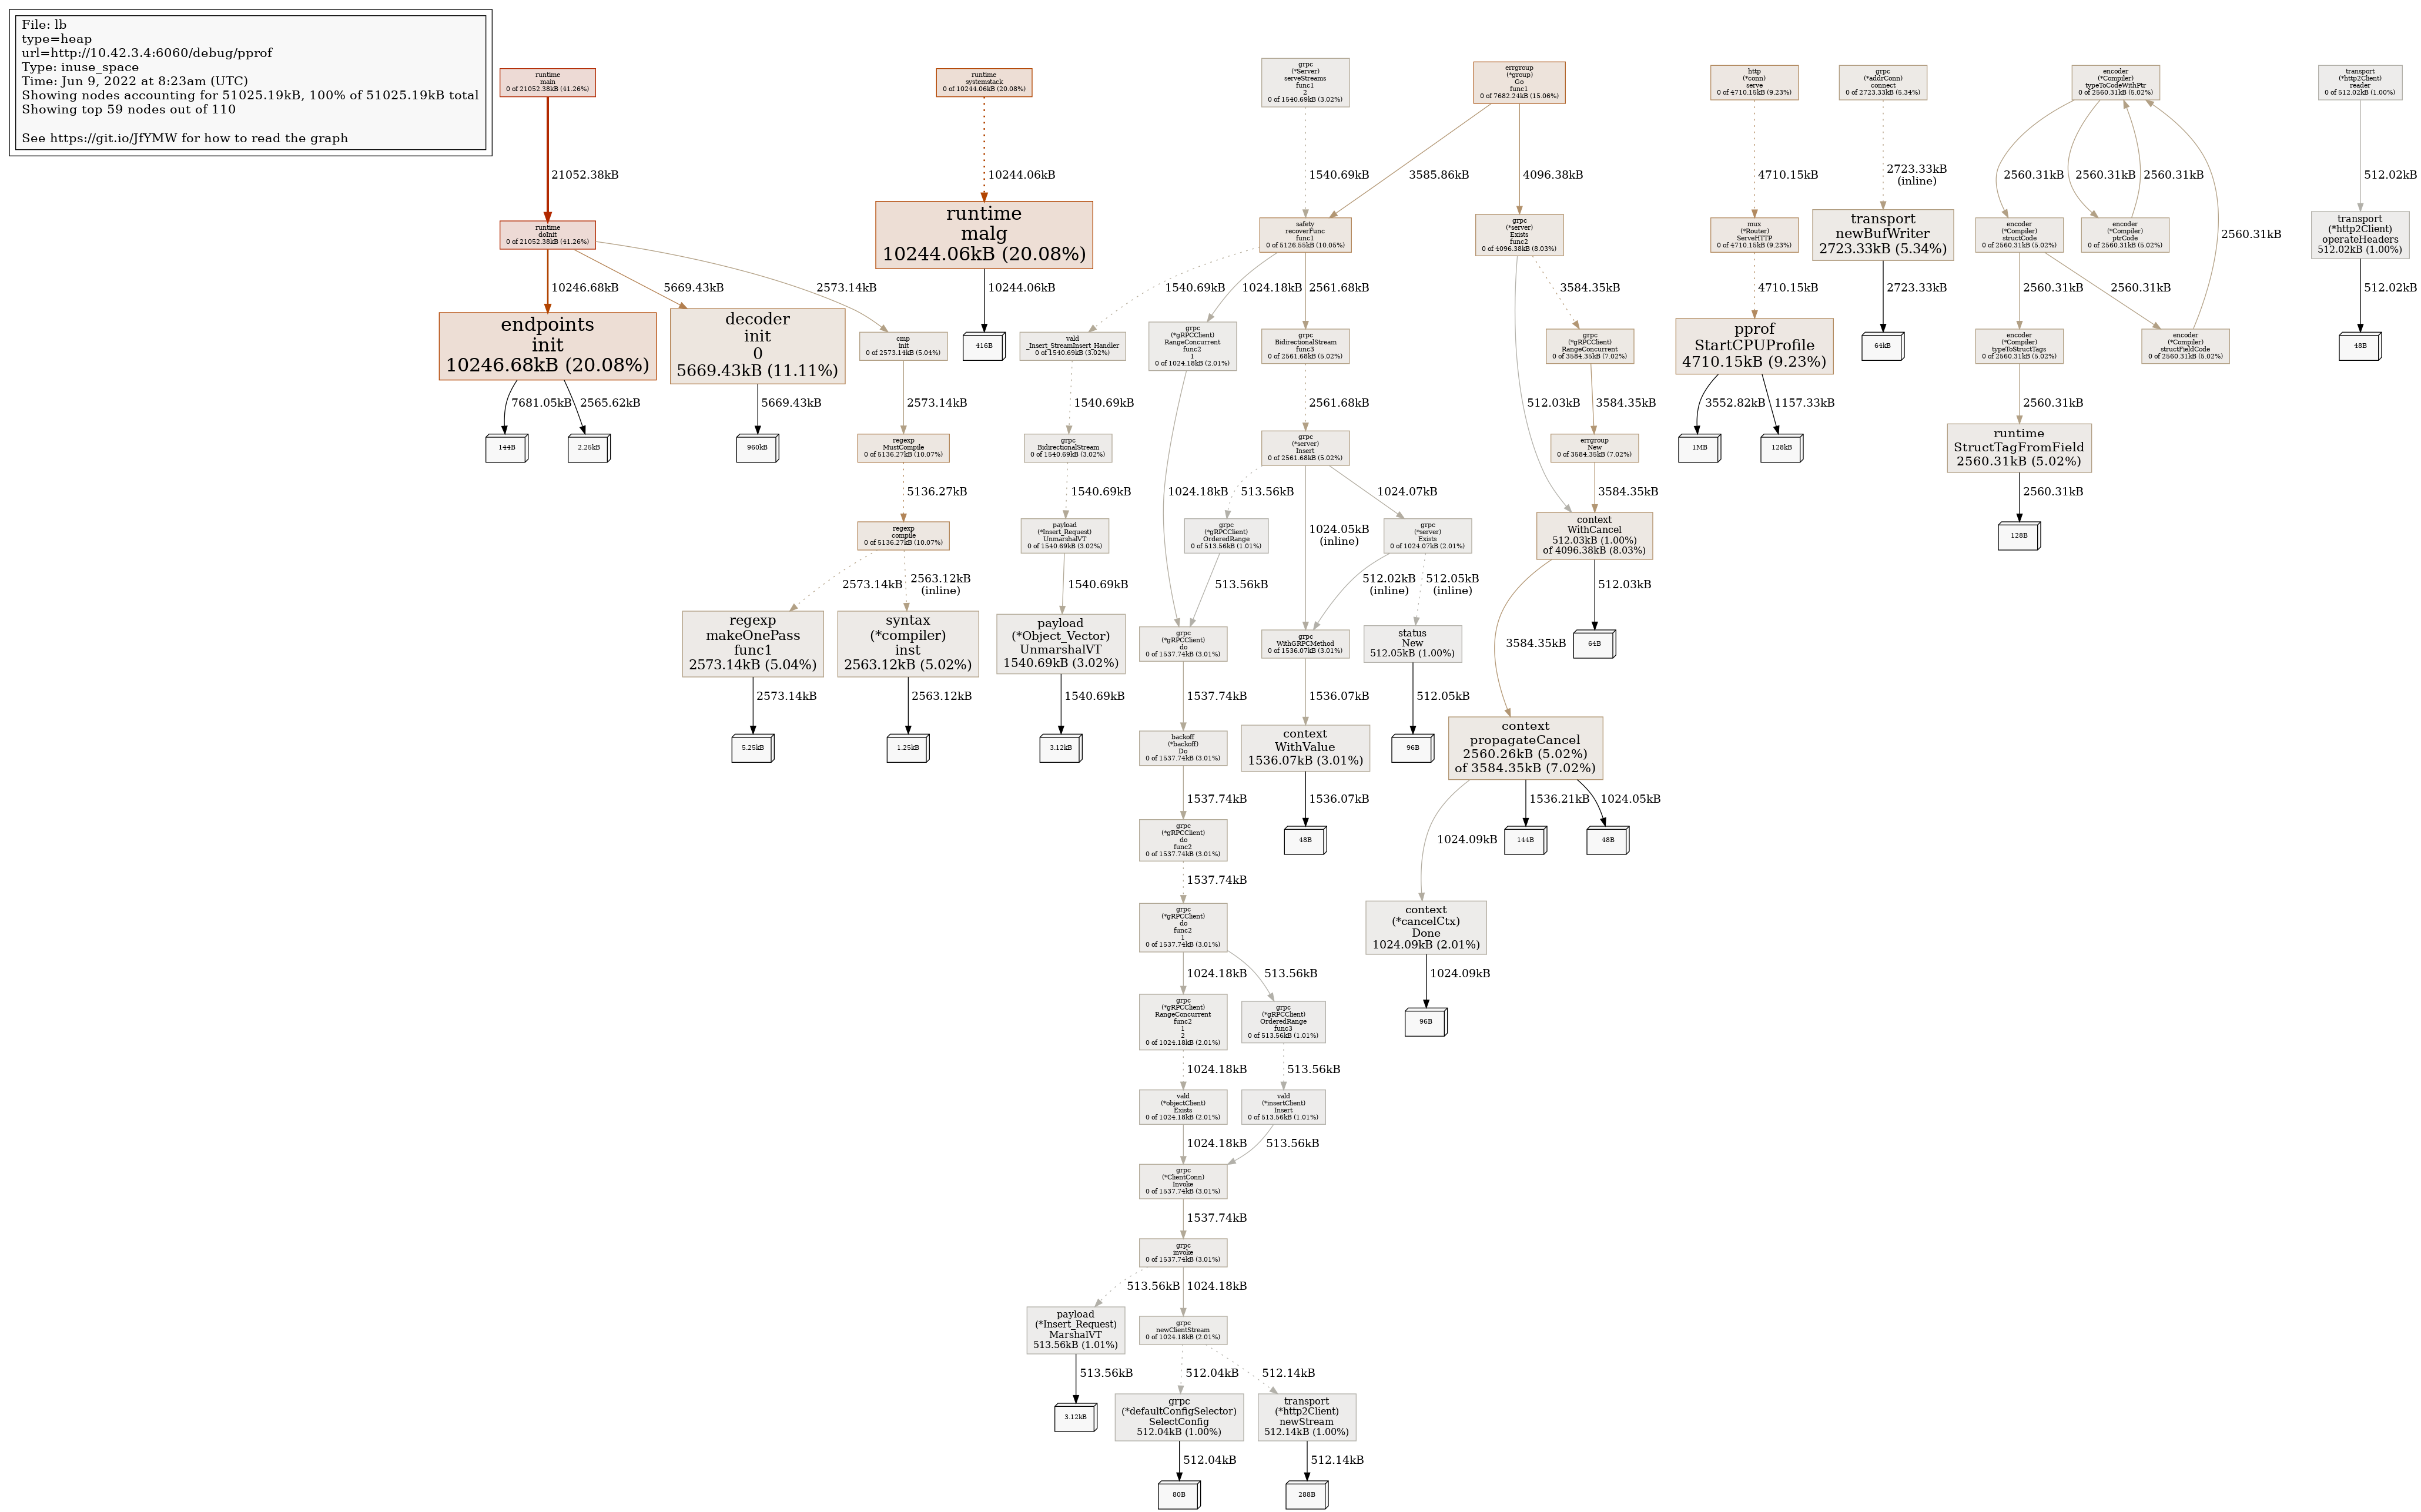 File: lb
type=heap
url=http://10.42.3.4:6060/debug/pprof
Type: inuse_space
Time: Jun 9, 2022 at 8:23am (UTC)
Showing nodes accounting for 51025.19kB, 100% of 51025.19kB total
Showing top 59 nodes out of 110
See https://git.io/JfYMW for how to read the graph
runtime
main
0 of 21052.38kB (41.26%)
runtime
systemstack
0 of 10244.06kB (20.08%)
grpc
(*Server)
serveStreams
func1
2
0 of 1540.69kB (3.02%)
errgroup
(*group)
Go
func1
0 of 7682.24kB (15.06%)
http
(*conn)
serve
0 of 4710.15kB (9.23%)
grpc
(*addrConn)
connect
0 of 2723.33kB (5.34%)
encoder
(*Compiler)
typeToCodeWithPtr
0 of 2560.31kB (5.02%)
transport
(*http2Client)
reader
0 of 512.02kB (1.00%)
21052.38kB
10244.06kB
1540.69kB
3585.86kB
4096.38kB
4710.15kB
2723.33kB
(inline)
2560.31kB
2560.31kB
2560.31kB
2560.31kB
512.02kB
runtime
doInit
0 of 21052.38kB (41.26%)
runtime
malg
10244.06kB (20.08%)
safety
recoverFunc
func1
0 of 5126.55kB (10.05%)
grpc
(*server)
Exists
func2
0 of 4096.38kB (8.03%)
mux
(*Router)
ServeHTTP
0 of 4710.15kB (9.23%)
transport
newBufWriter
2723.33kB (5.34%)
encoder
(*Compiler)
structCode
0 of 2560.31kB (5.02%)
encoder
(*Compiler)
ptrCode
0 of 2560.31kB (5.02%)
transport
(*http2Client)
operateHeaders
512.02kB (1.00%)
10246.68kB
5669.43kB
2573.14kB
10244.06kB
1540.69kB
1024.18kB
2561.68kB
3584.35kB
4710.15kB
2723.33kB
2560.31kB
2560.31kB
512.02kB
endpoints
init
10246.68kB (20.08%)
decoder
init
0
5669.43kB (11.11%)
cmp
init
0 of 2573.14kB (5.04%)
416B
vald
_Insert_StreamInsert_Handler
0 of 1540.69kB (3.02%)
grpc
(*gRPCClient)
RangeConcurrent
func2
1
0 of 1024.18kB (2.01%)
grpc
BidirectionalStream
func3
0 of 2561.68kB (5.02%)
grpc
(*gRPCClient)
RangeConcurrent
0 of 3584.35kB (7.02%)
pprof
StartCPUProfile
4710.15kB (9.23%)
64kB
encoder
(*Compiler)
typeToStructTags
0 of 2560.31kB (5.02%)
encoder
(*Compiler)
structFieldCode
0 of 2560.31kB (5.02%)
48B
7681.05kB
2565.62kB
5669.43kB
2573.14kB
1540.69kB
2561.68kB
512.03kB
3584.35kB
3552.82kB
1157.33kB
2560.31kB
144B
2.25kB
960kB
regexp
MustCompile
0 of 5136.27kB (10.07%)
grpc
BidirectionalStream
0 of 1540.69kB (3.02%)
grpc
(*server)
Insert
0 of 2561.68kB (5.02%)
errgroup
New
0 of 3584.35kB (7.02%)
1MB
128kB
runtime
StructTagFromField
2560.31kB (5.02%)
5136.27kB
1540.69kB
1024.18kB
513.56kB
1024.05kB
(inline)
1024.07kB
3584.35kB
2560.31kB
regexp
compile
0 of 5136.27kB (10.07%)
payload
(*Insert_Request)
UnmarshalVT
0 of 1540.69kB (3.02%)
grpc
(*gRPCClient)
OrderedRange
0 of 513.56kB (1.01%)
grpc
(*server)
Exists
0 of 1024.07kB (2.01%)
context
WithCancel
512.03kB (1.00%)
of 4096.38kB (8.03%)
128B
2573.14kB
2563.12kB
(inline)
1540.69kB
513.56kB
512.02kB
(inline)
512.05kB
(inline)
512.03kB
regexp
makeOnePass
func1
2573.14kB (5.04%)
syntax
(*compiler)
inst
2563.12kB (5.02%)
payload
(*Object_Vector)
UnmarshalVT
1540.69kB (3.02%)
grpc
(*gRPCClient)
do
0 of 1537.74kB (3.01%)
grpc
WithGRPCMethod
0 of 1536.07kB (3.01%)
status
New
512.05kB (1.00%)
3584.35kB
64B
2573.14kB
2563.12kB
1540.69kB
1537.74kB
1536.07kB
512.05kB
5.25kB
1.25kB
3.12kB
backoff
(*backoff)
Do
0 of 1537.74kB (3.01%)
context
WithValue
1536.07kB (3.01%)
96B
context
propagateCancel
2560.26kB (5.02%)
of 3584.35kB (7.02%)
1537.74kB
1536.07kB
1024.09kB
1536.21kB
1024.05kB
grpc
(*gRPCClient)
do
func2
0 of 1537.74kB (3.01%)
48B
144B
48B
1537.74kB
grpc
(*gRPCClient)
do
func2
1
0 of 1537.74kB (3.01%)
context
(*cancelCtx)
Done
1024.09kB (2.01%)
1024.18kB
513.56kB
1024.09kB
grpc
(*gRPCClient)
RangeConcurrent
func2
1
2
0 of 1024.18kB (2.01%)
grpc
(*gRPCClient)
OrderedRange
func3
0 of 513.56kB (1.01%)
96B
1024.18kB
513.56kB
vald
(*objectClient)
Exists
0 of 1024.18kB (2.01%)
vald
(*insertClient)
Insert
0 of 513.56kB (1.01%)
1024.18kB
513.56kB
grpc
(*ClientConn)
Invoke
0 of 1537.74kB (3.01%)
1537.74kB
grpc
invoke
0 of 1537.74kB (3.01%)
513.56kB
1024.18kB
payload
(*Insert_Request)
MarshalVT
513.56kB (1.01%)
grpc
newClientStream
0 of 1024.18kB (2.01%)
513.56kB
512.04kB
512.14kB
3.12kB
grpc
(*defaultConfigSelector)
SelectConfig
512.04kB (1.00%)
transport
(*http2Client)
newStream
512.14kB (1.00%)
512.04kB
512.14kB
80B
288B